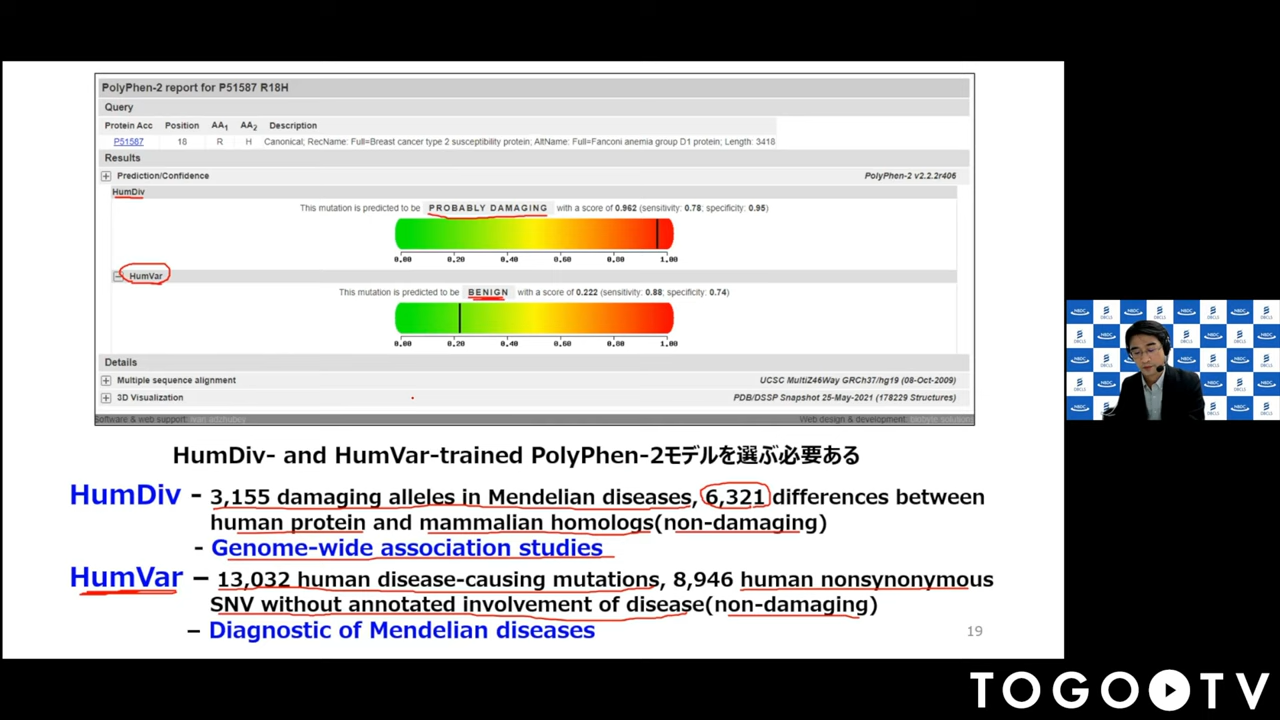 PolyPhen-2 report for P51587 R18H
Query
Protein Acc Position AA1 AA2 Description
P51587 18 R H Canonical; RecName: Full=Breast cancer type 2 susceptibility protein; AltName: Full=Fanconi anemia group D1 protein; Length: 3418
Results
Prediction/Confidence PolyPhen-2 v2.2.2r406
HumDiv
This mutation is predicted to be PROBABLY DAMAGING with a score of 0.962 (sensitivity: 0.78; specificity: 0.95)
0.00 0.20 0.40 0.60 0.80 1.00
HumVar
This mutation is predicted to be BENIGN with a score of 0.222 (sensitivity: 0.88; specificity: 0.74)
0.00 0.20 0.40 0.60 0.80 1.00
Details
Multiple sequence alignment UCSC MultiZ46Way GRCh37/hg19 (08-Oct-2009)
3D Visualization PDB/DSSP Snapshot 25-May-2021 (178229 Structures)
Software & web support: Web design & development:
HumDiv- and HumVar-trained PolyPhen-2モデルを選ぶ必要ある
HumDiv - 3,155 damaging alleles in Mendelian diseases, 6,321 differences between
human protein and mammalian homologs(non-damaging)
- Genome-wide association studies
HumVar – 13,032 human disease-causing mutations, 8,946 human nonsynonymous
SNV without annotated involvement of disease(non-damaging)
– Diagnostic of Mendelian diseases
19
NBDC DBCLS
TOGO TV